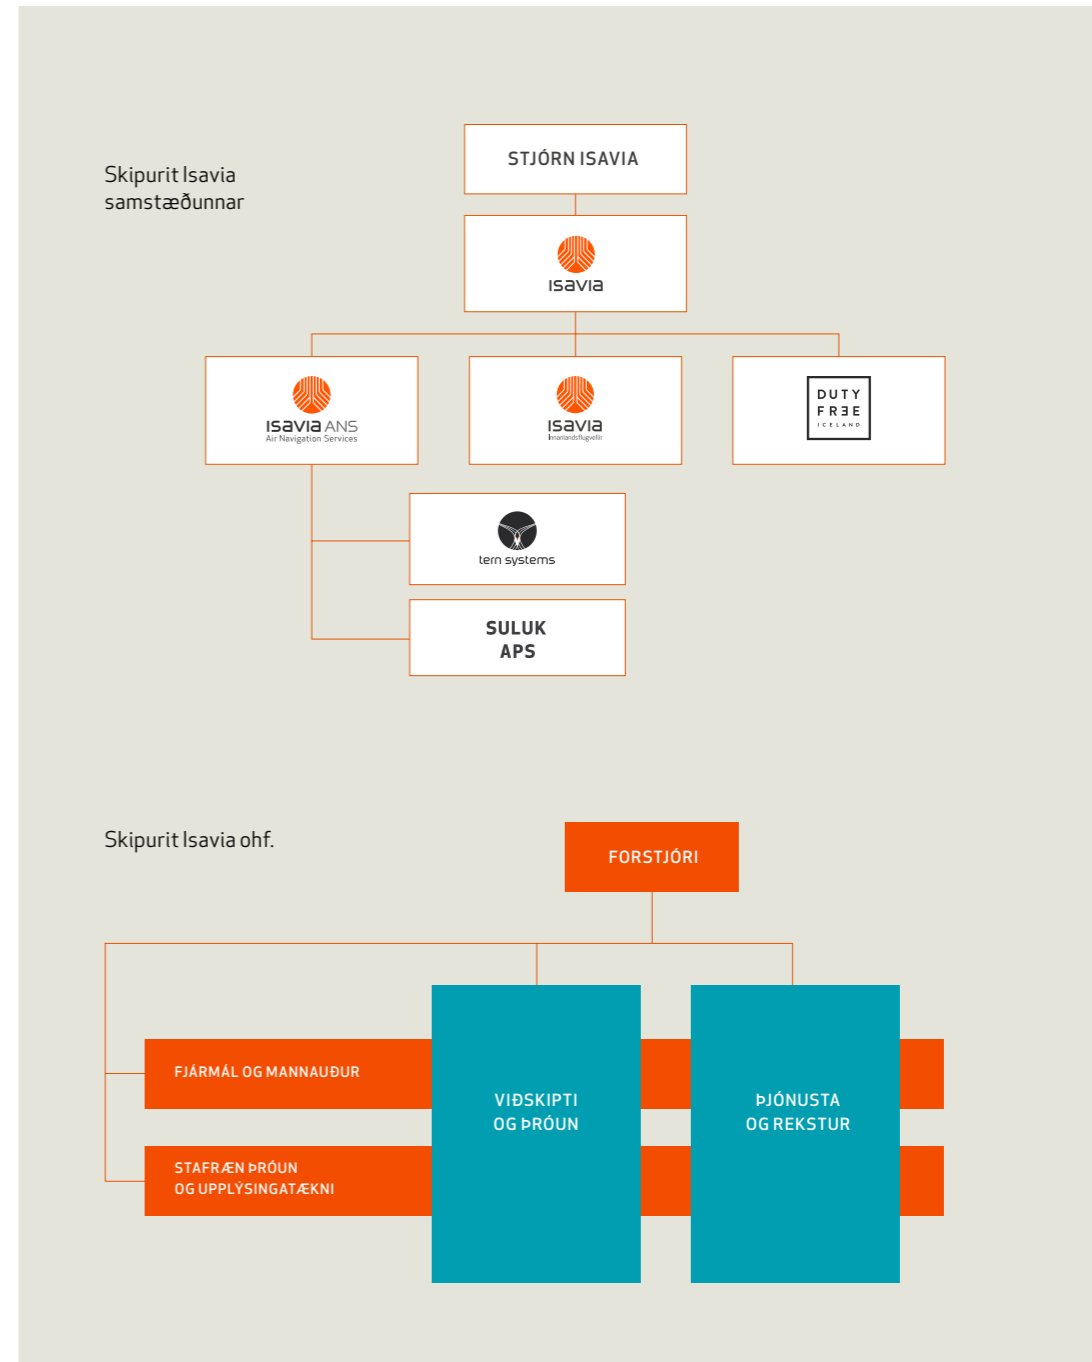 Skipurit Isavia
samstæðunnar
STJÓRN ISAVIA
ISAVIA
ISAVIA ANS
Air Navigation Services
ISAVIA
Innanlandsflugvellir
DUTY
FREE
ICELAND
tern systems
SULUK
APS
Skipurit Isavia ohf.
FORSTJÓRI
FJÁRMÁL OG MANNAUÐUR
STAFRÆN ÞRÓUN
OG UPPLÝSINGATÆKNI
VIÐSKIPTI
OG ÞRÓUN
ÞJÓNUSTA
OG REKSTUR